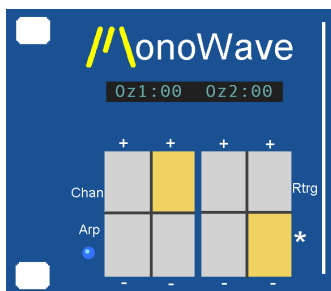 MonoWave
Oz1:00 Oz2:00
+ + + +
Chan Rtrg
Arp *
- - - -